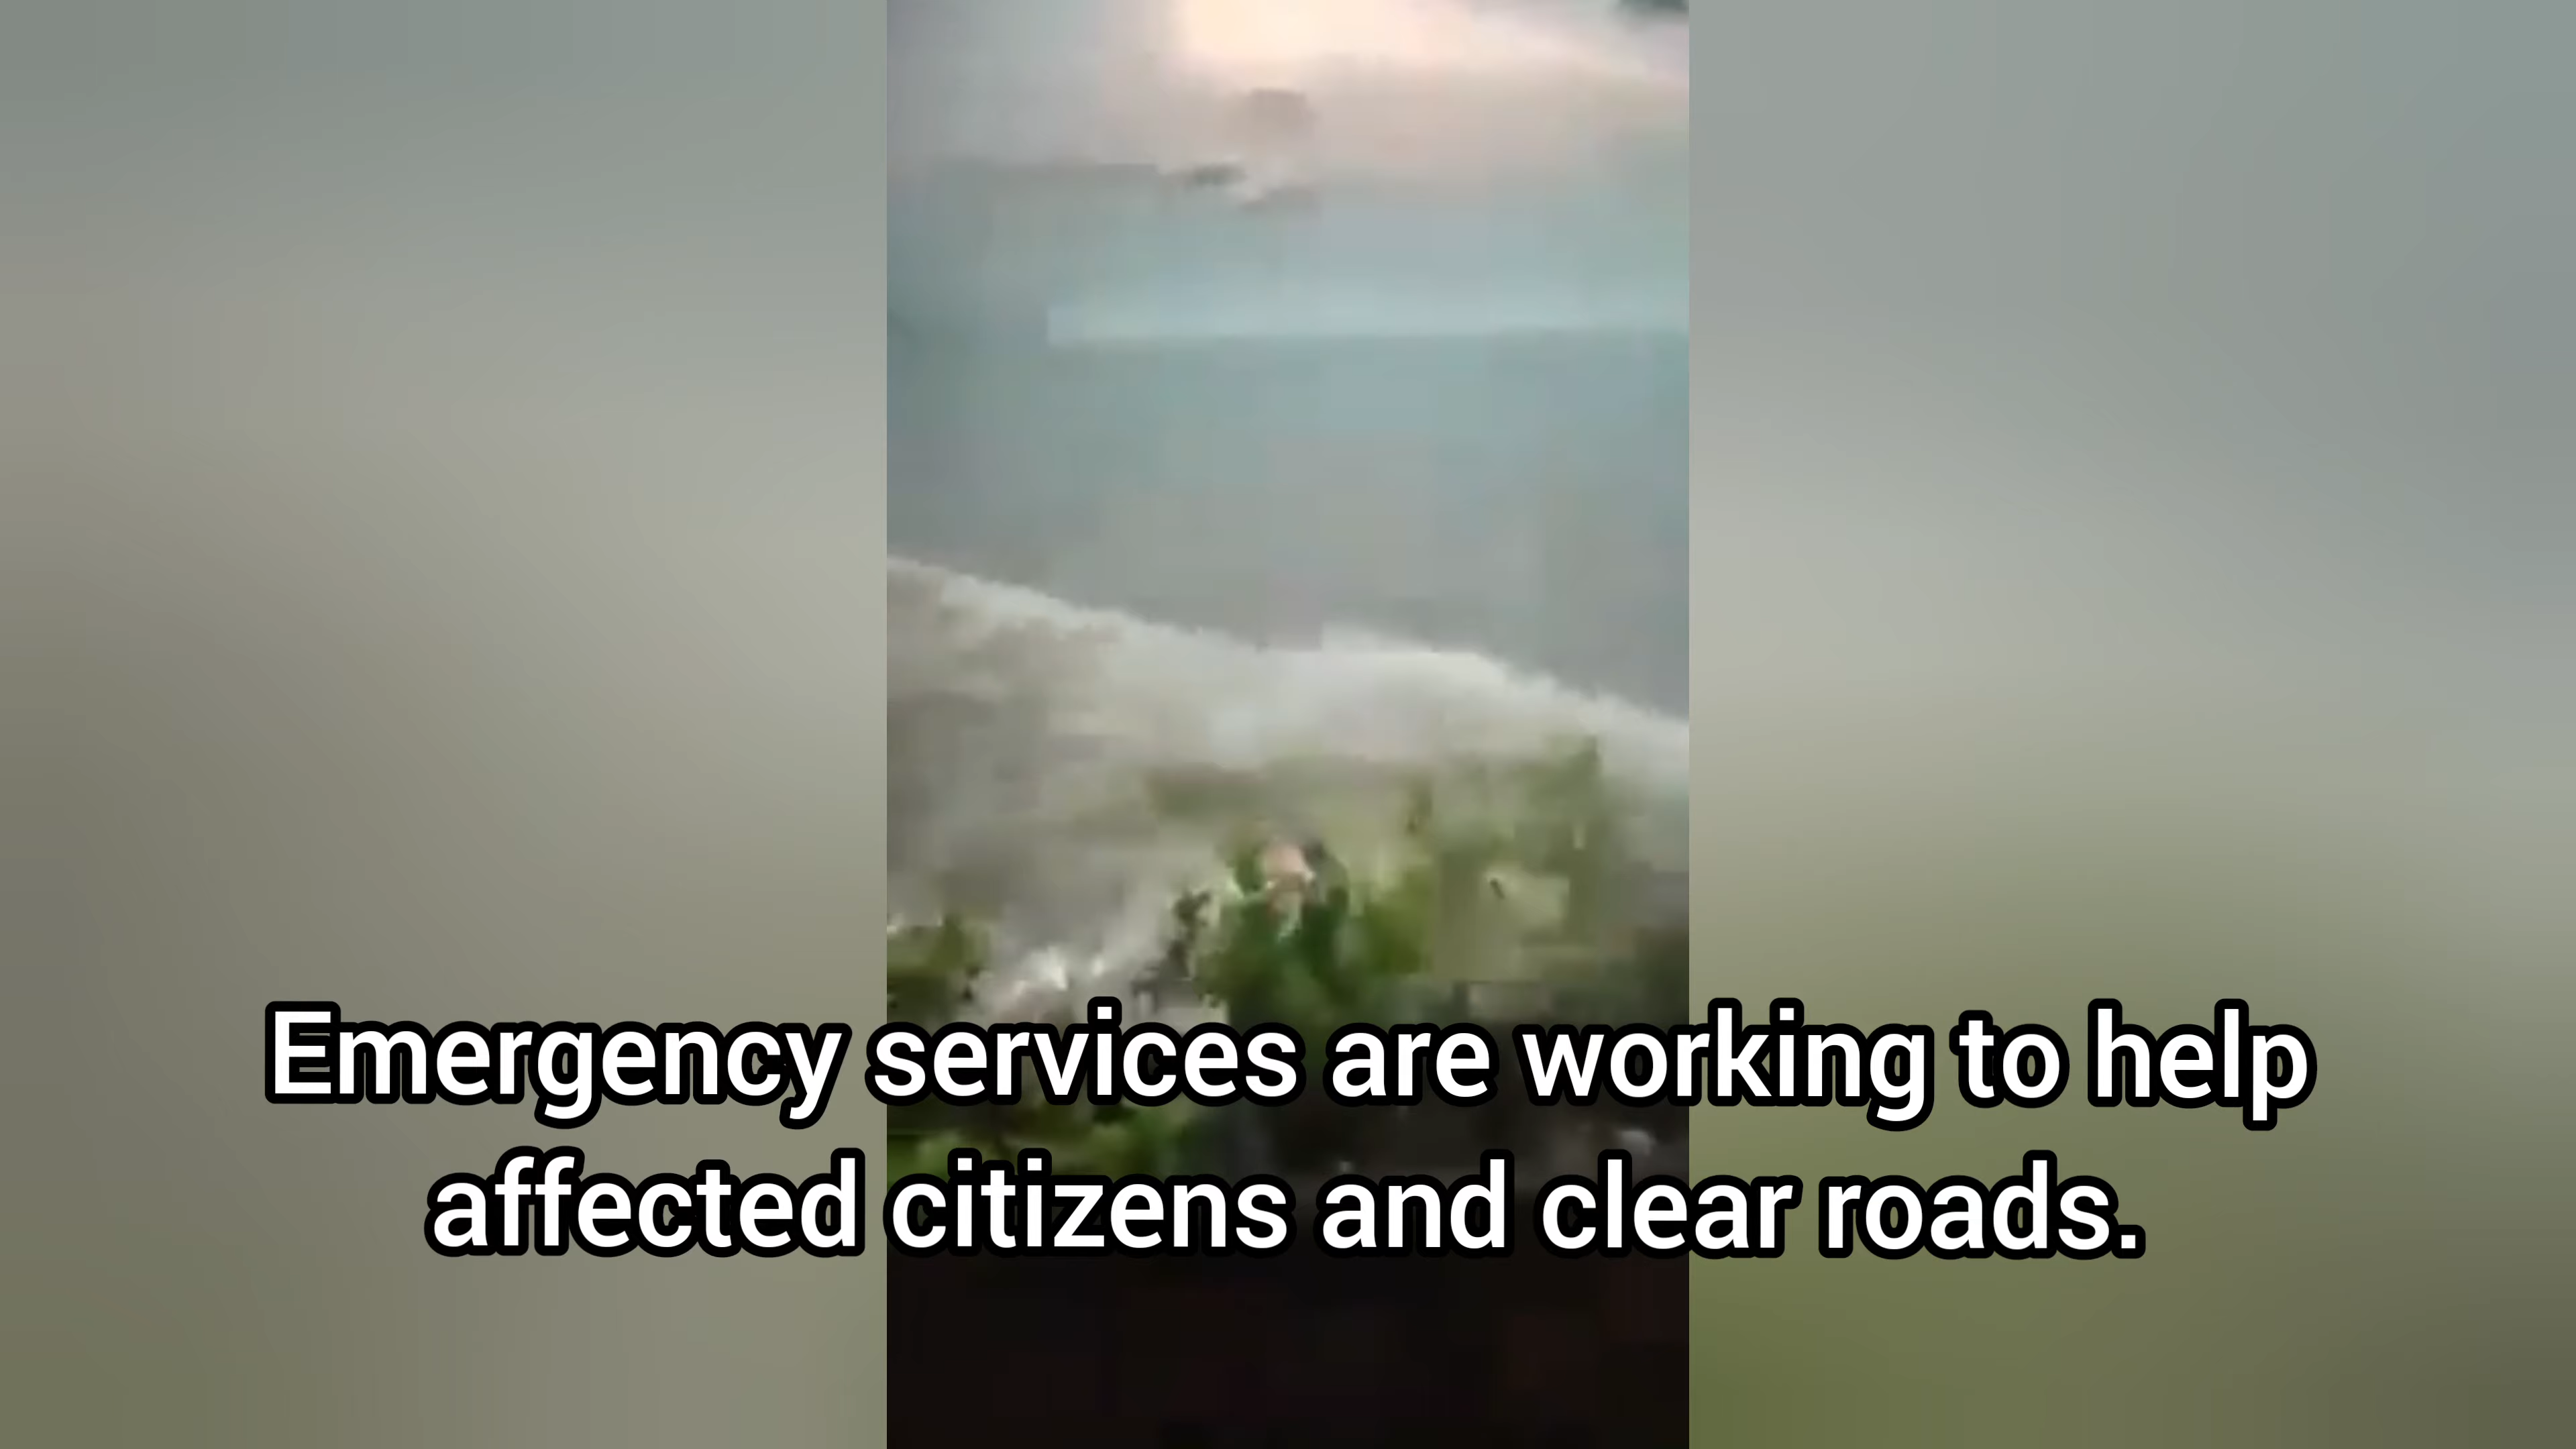 Emergency services are working to help
affected citizens and clear roads.